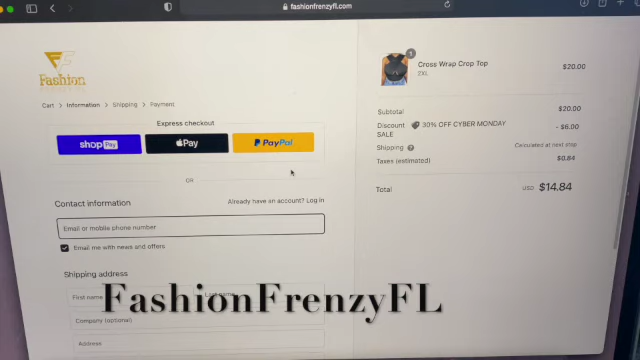 fashionfrenzyfl.com
FF
Fashion
Cart > Information > Shipping > Payment
Express checkout
shop Pay
Pay
PayPal
OR
Contact information
Already have an account? Log in
Email or mobile phone number
Email me with news and offers
Shipping address
First name
Last name
Company (optional)
Address
1
Cross Wrap Crop Top
2XL
$20.00
Subtotal
$20.00
Discount
30% OFF CYBER MONDAY
SALE
- $6.00
Shipping
Calculated at next step
Taxes (estimated)
$0.84
Total
USD $14.84
FashionFrenzyFL